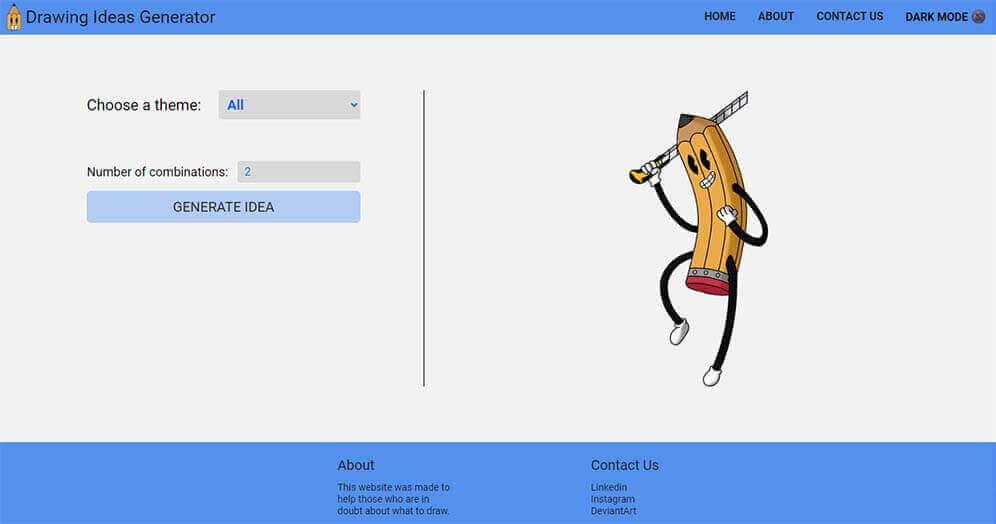 Drawing Ideas Generator
HOME
ABOUT
CONTACT US
DARK MODE
Choose a theme:
All
Number of combinations:
2
GENERATE IDEA
About
This website was made to
help those who are in
doubt about what to draw.
Contact Us
Linkedin
Instagram
DeviantArt